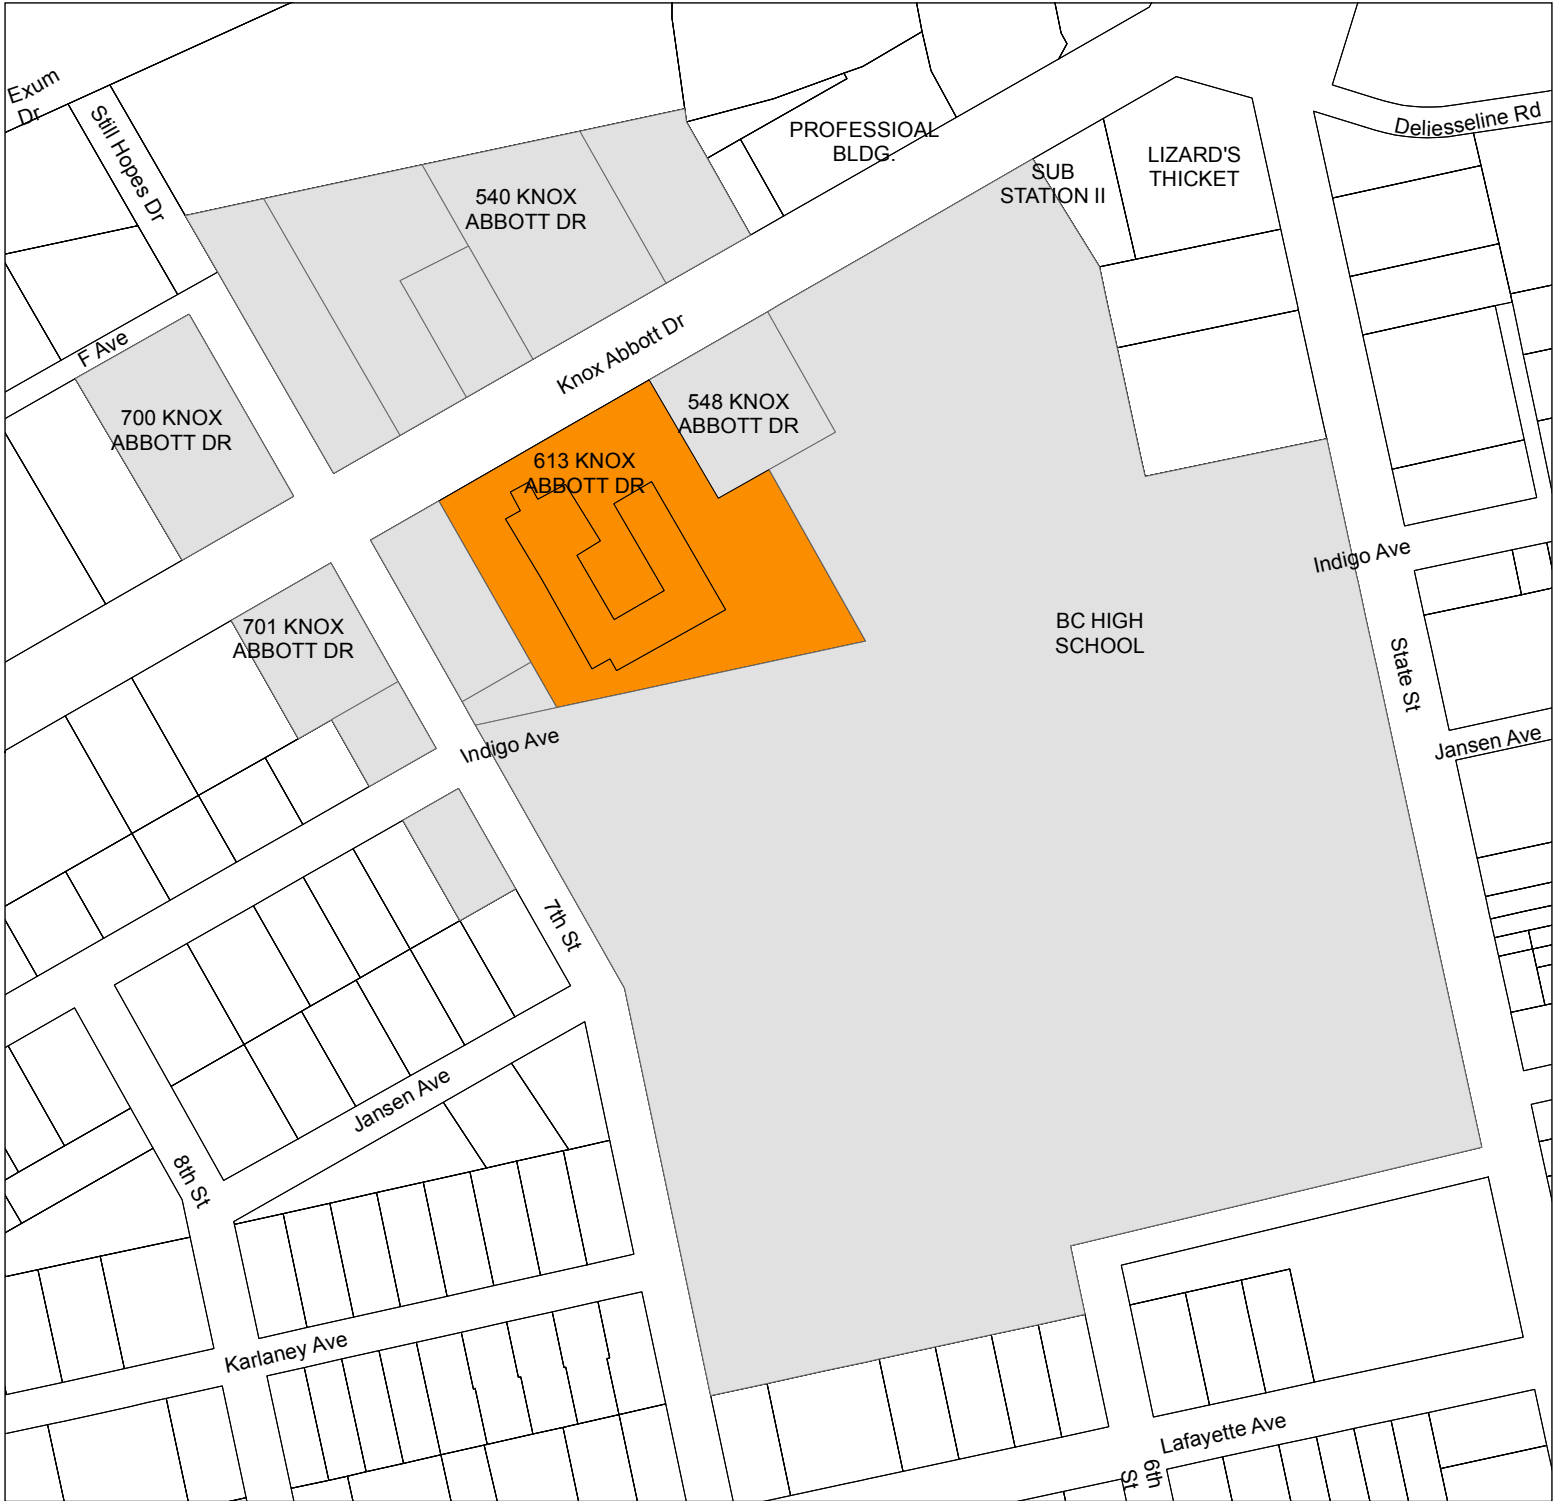 Exum
Dr
Still Hopes Dr
PROFESSIOAL
BLDG.
Deliesseline Rd
SUB
STATION II
LIZARD'S
THICKET
540 KNOX
ABBOTT DR
F Ave
Knox Abbott Dr
700 KNOX
ABBOTT DR
548 KNOX
ABBOTT DR
613 KNOX
ABBOTT DR
Indigo Ave
701 KNOX
ABBOTT DR
BC HIGH
SCHOOL
State St
Indigo Ave
Jansen Ave
7th St
Jansen Ave
8th St
Karlaney Ave
Lafayette Ave
6th
St